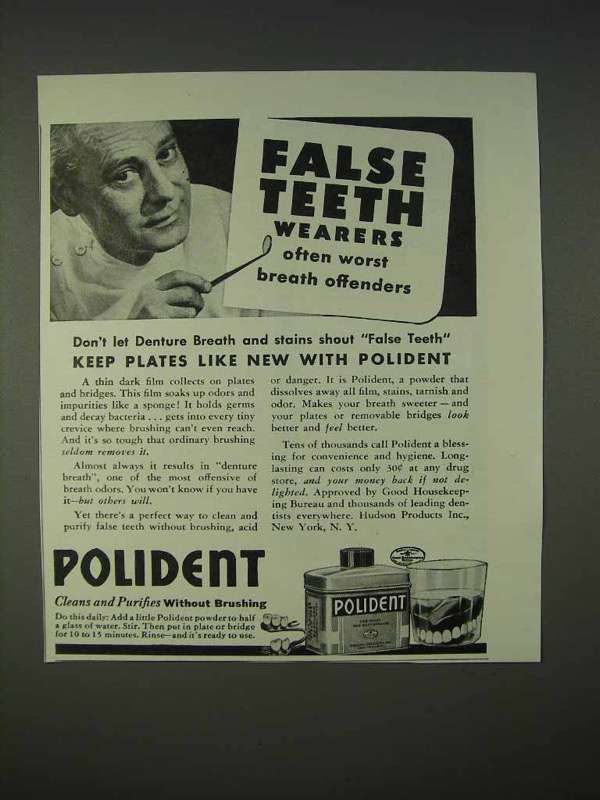 FALSE
TEETH
WEARERS
often worst
breath offenders
Don't let Denture Breath and stains shout "False Teeth"
KEEP PLATES LIKE NEW WITH POLIDENT
A thin dark film collects on plates
and bridges. This film soaks up odors and
impurities like a sponge! It holds germs
and decay bacteria . . . gets into every tiny
crevice where brushing can't even reach.
And it's so tough that ordinary brushing
seldom removes it.
Almost always it results in "denture
breath", one of the most offensive of
breath odors. You won't know if you have
it—but others will.
Yet there's a perfect way to clean and
purify false teeth without brushing, acid
or danger. It is Polident, a powder that
dissolves away all film, stains, tarnish and
odor. Makes your breath sweeter—and
your plates or removable bridges look
better and feel better.
Tens of thousands call Polident a bless-
ing for convenience and hygiene. Long-
lasting can costs only 30¢ at any drug
store, and your money back if not de-
lighted. Approved by Good Housekeep-
ing Bureau and thousands of leading den-
tists everywhere. Hudson Products Inc.,
New York, N. Y.
POLIDENT
Cleans and Purifies Without Brushing
Do this daily: Add a little Polident powder to half
a glass of water. Stir. Then put in plate or bridge
for 10 to 15 minutes. Rinse—and it's ready to use.
POLIDENT